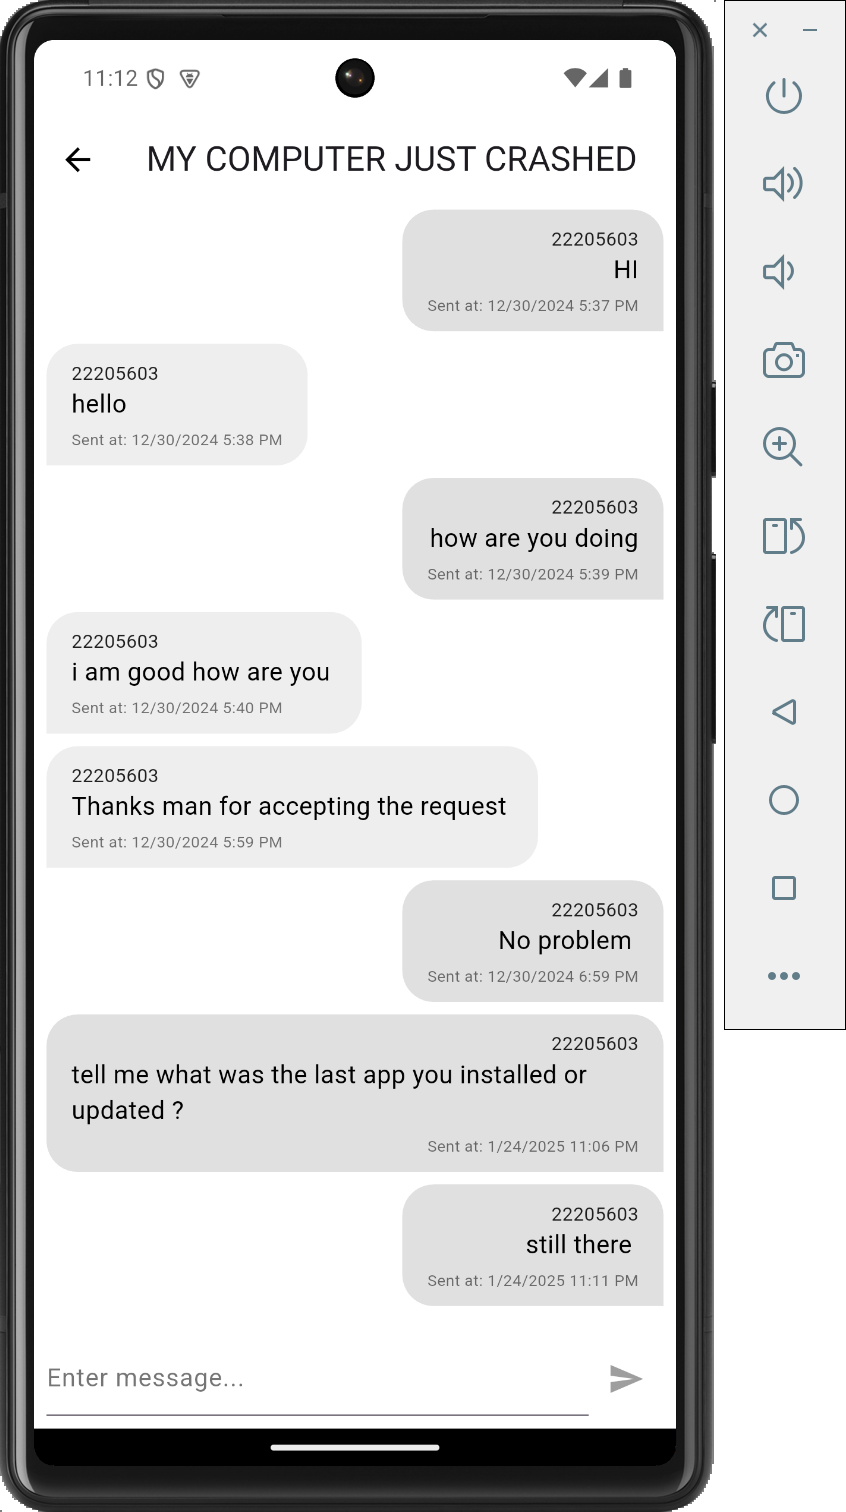 11:12
MY COMPUTER JUST CRASHED
22205603
HI
Sent at: 12/30/2024 5:37 PM
22205603
hello
Sent at: 12/30/2024 5:38 PM
22205603
how are you doing
Sent at: 12/30/2024 5:39 PM
22205603
i am good how are you
Sent at: 12/30/2024 5:40 PM
22205603
Thanks man for accepting the request
Sent at: 12/30/2024 5:59 PM
22205603
No problem
Sent at: 12/30/2024 6:59 PM
22205603
tell me what was the last app you installed or
updated ?
Sent at: 1/24/2025 11:06 PM
22205603
still there
Sent at: 1/24/2025 11:11 PM
Enter message...